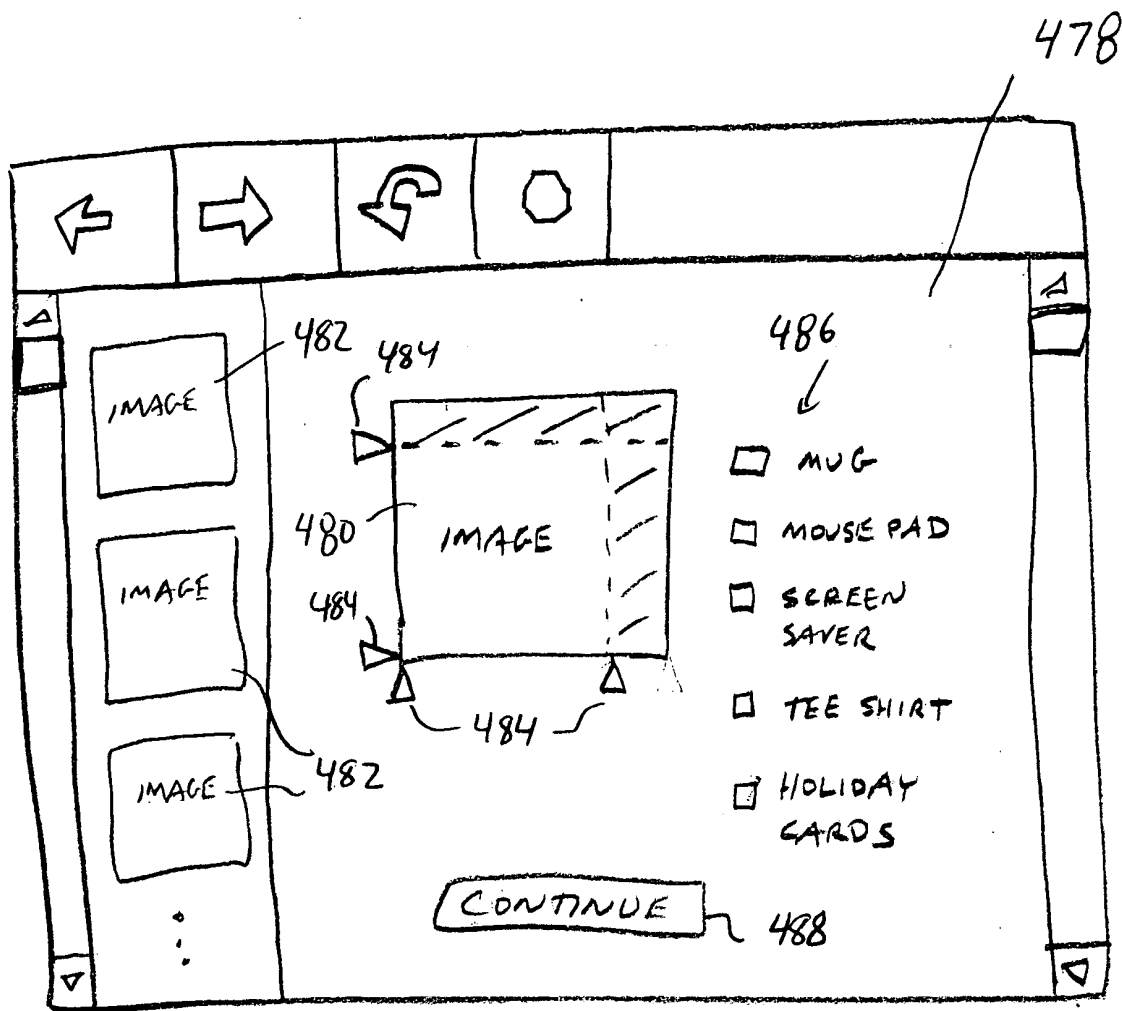 478
482
484
486
IMAGE
MUG
480
IMAGE
MOUSE PAD
IMAGE
484
SCREEN
SAVER
484
TEE SHIRT
482
IMAGE
HOLIDAY
CARDS
CONTINUE
488